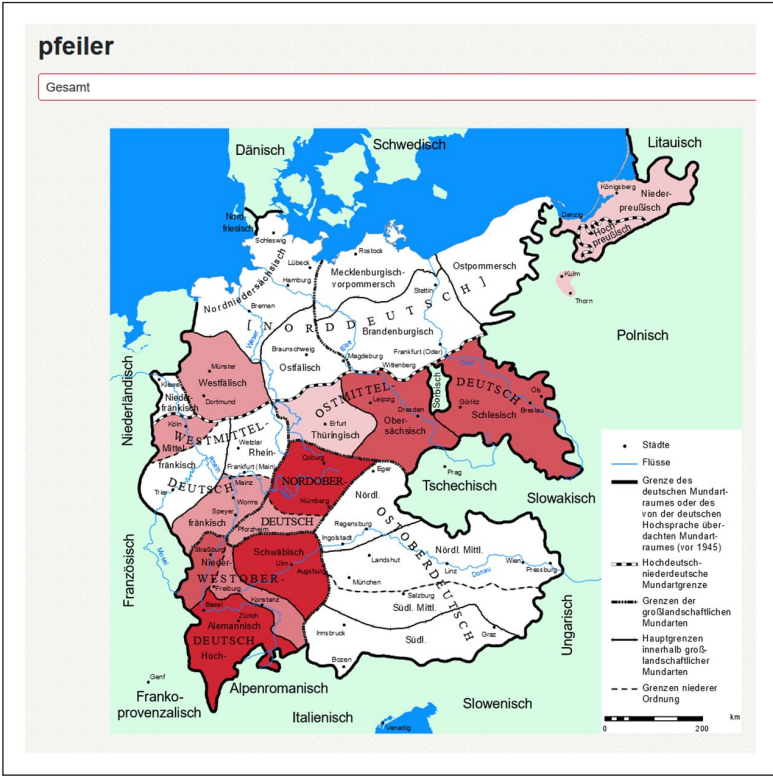 pfeiler
Gesamt
Dänisch
Schwedisch
Litauisch
Königsberg
Nieder-
preußisch
Danzig
Hoch-
preußisch
Nord-
friesisch
Schleswig
Rostock
Lübeck
Hamburg
Mecklenburgisch-
vorpommersch
Ostpommersch
Kulm
Thorn
Nordniedersächsisch
Stettin
Bremen
[ N O R D D E U T S C H ]
Brandenburgisch
Polnisch
Weser
Elbe
Braunschweig
Ostfälisch
Magdeburg
Frankfurt (Oder)
Wittenberg
Oder
Niederländisch
Münster
Westfälisch
Dortmund
Kleve
Nieder-
fränkisch
OSTMITTEL-
DEUTSCH
Sorbisch
Leipzig
Dresden
Görlitz
Öls
Breslau
Schlesisch
Ober-
sächsisch
Erfurt
Thüringisch
Köln
Mittel-
fränkisch
WESTMITTEL-
DEUTSCH
Wetzlar
Rhein-
Rhein
Frankfurt (Main)
Coburg
Trier
Mainz
Worms
Speyer
fränkisch
Pforzheim
NORDOBER-
DEUTSCH
Nürnberg
Eger
Prag
Tschechisch
Slowakisch
Nördl.
OSTOBERDEUTSCH
Regensburg
Ingolstadt
Französisch
Mosel
Straßburg
Nieder-
WESTOBER-
DEUTSCH
Schwäbisch
Ulm
Augsburg
Landshut
Nördl. Mittl.
Linz
Donau
Wien
Pressburg
Freiburg
München
Salzburg
Südl. Mittl.
Basel
Konstanz
Zürich
Alemannisch
Hoch-
Innsbruck
Südl.
Graz
Bozen
Ungarisch
Genf
Franko-
provenzalisch
Alpenromanisch
Italienisch
Venedig
Slowenisch
Städte
Flüsse
Grenze des
deutschen Mundart-
raumes oder des
von der deutschen
Hochsprache über-
dachten Mundart-
raumes (vor 1945)
Hochdeutsch-
niederdeutsche
Mundartgrenze
Grenzen der
großlandschaftlichen
Mundarten
Hauptgrenzen
innerhalb groß-
landschaftlicher
Mundarten
Grenzen niederer
Ordnung
km
0 200